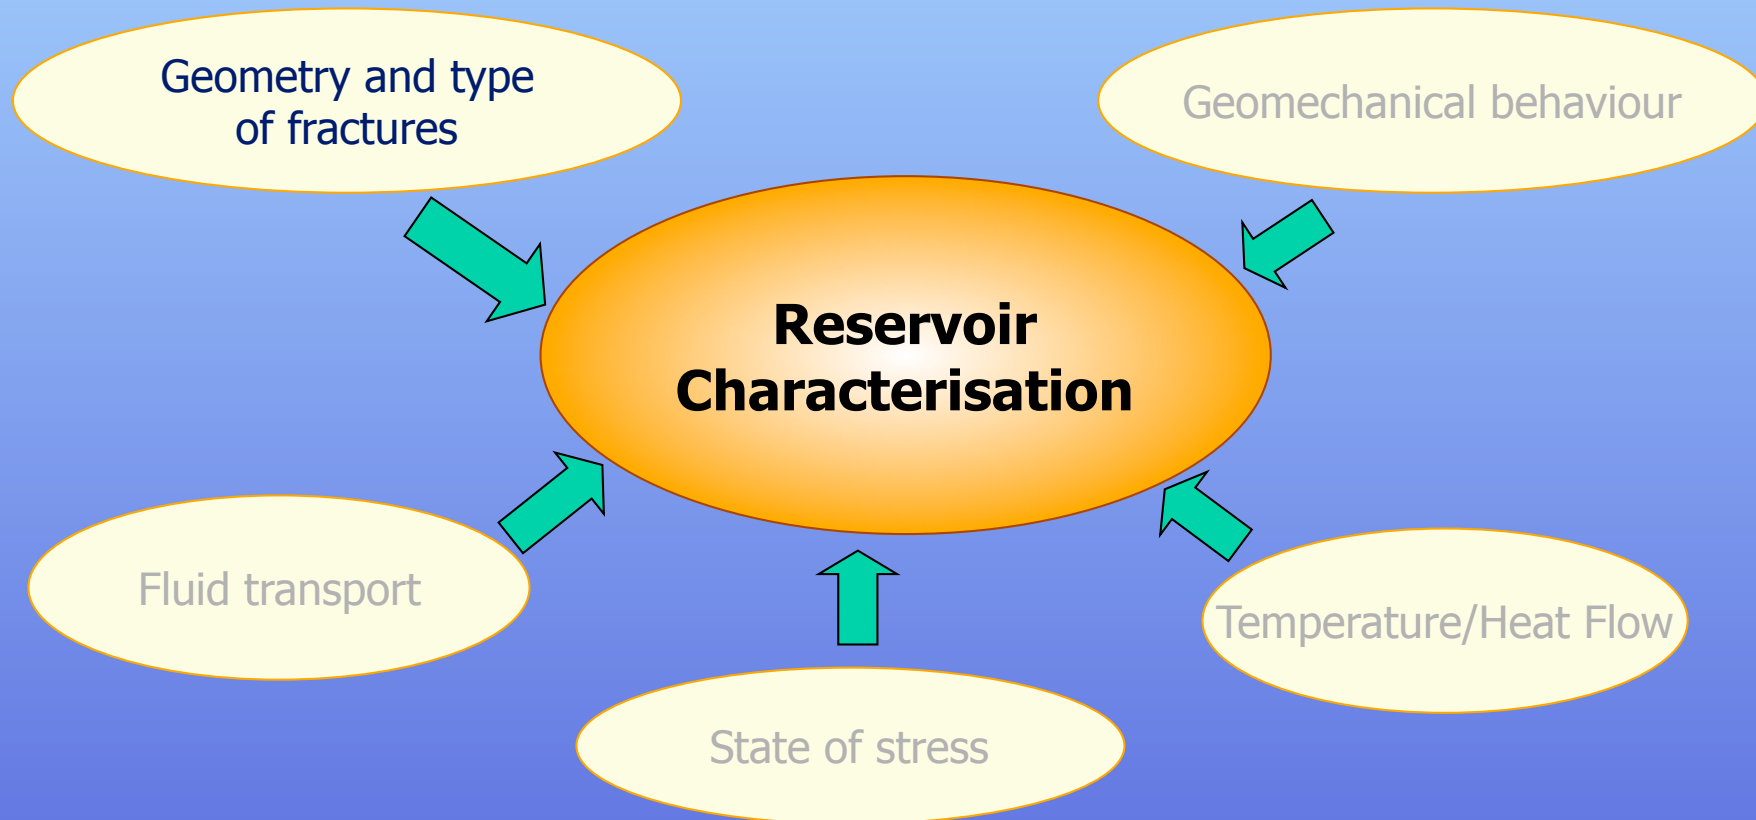 Geometry and type
of fractures
Geomechanical behaviour
Reservoir
Characterisation
Fluid transport
Temperature/Heat Flow
State of stress